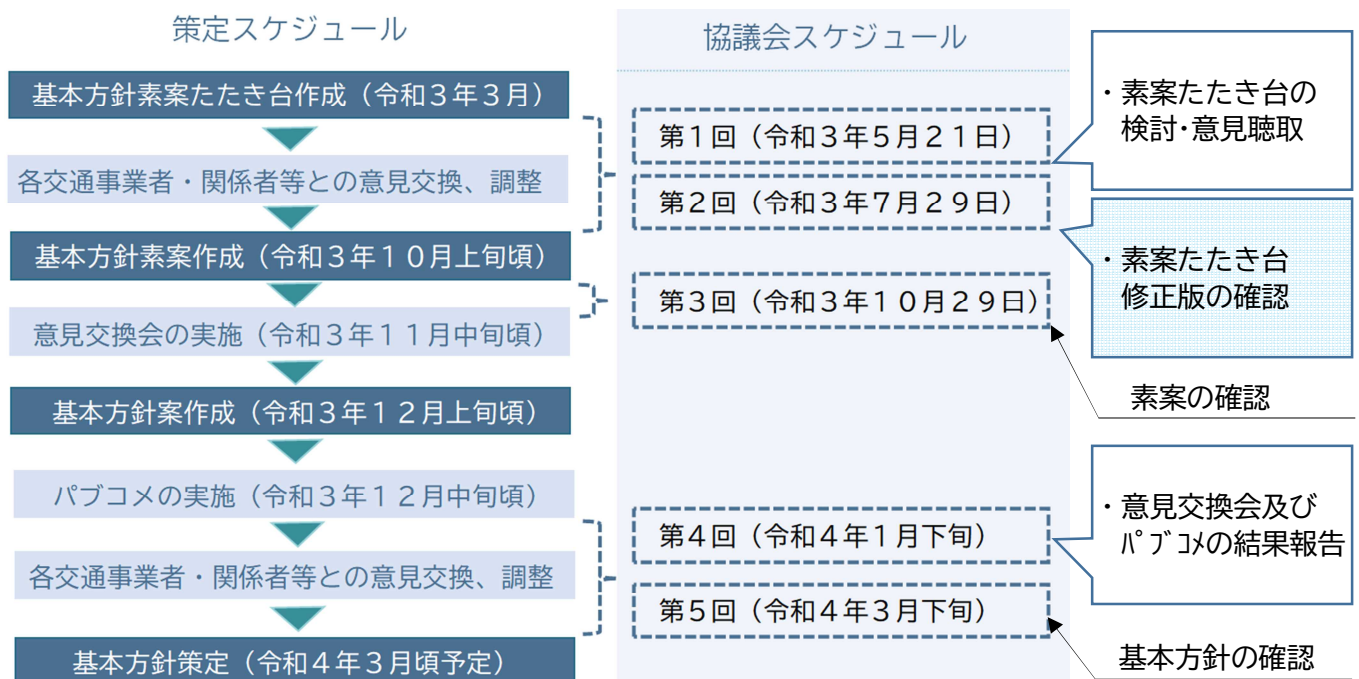 策定スケジュール
基本方針素案たたき台作成（令和３年３月）
各交通事業者・関係者等との意見交換、調整
基本方針素案作成（令和３年１０月上旬頃）
意見交換会の実施（令和３年１１月中旬頃）
基本方針案作成（令和３年１２月上旬頃）
パブコメの実施（令和３年１２月中旬頃）
各交通事業者・関係者等との意見交換、調整
基本方針策定（令和４年３月頃予定）
協議会スケジュール
第１回（令和３年５月２１日）
第２回（令和３年７月２９日）
第３回（令和３年１０月２９日）
第４回（令和４年１月下旬）
第５回（令和４年３月下旬）
・素案たたき台の
検討･意見聴取
・素案たたき台
修正版の確認
素案の確認
・意見交換会及び
ﾊﾟﾌﾞｺﾒの結果報告
基本方針の確認